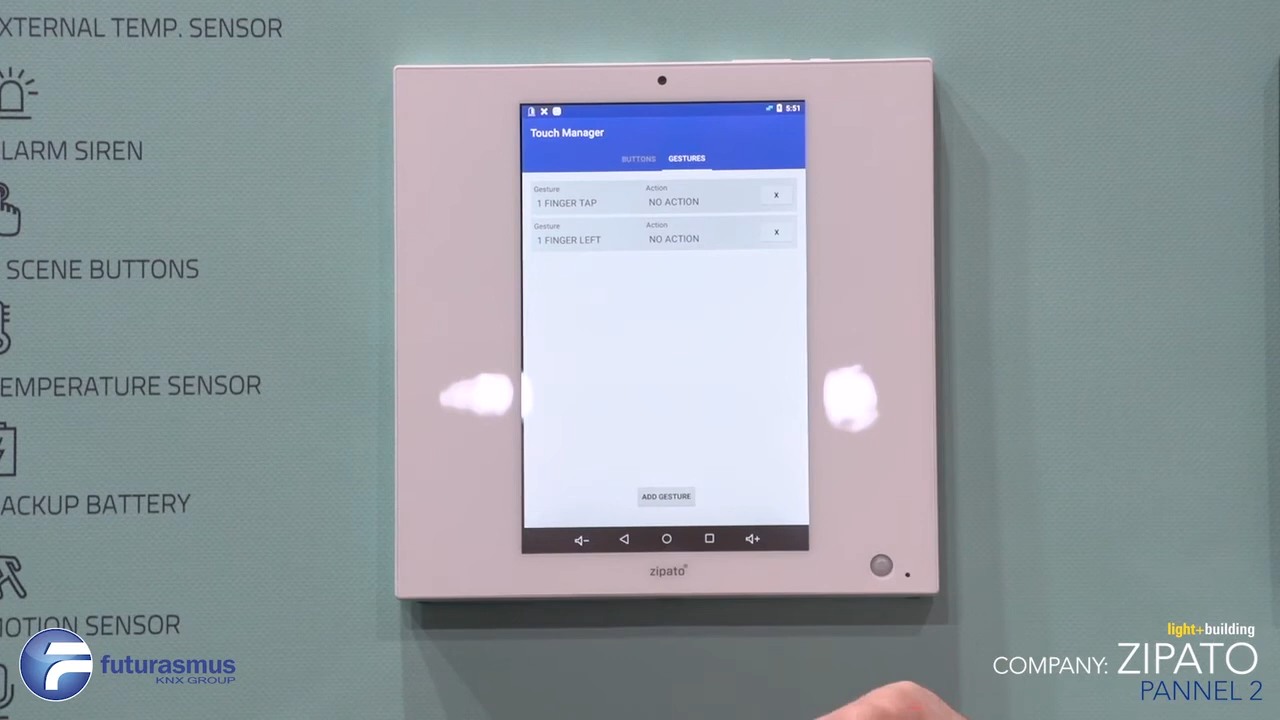 XTERNAL TEMP. SENSOR
LARM SIREN
SCENE BUTTONS
EMPERATURE SENSOR
ACKUP BATTERY
OTION SENSOR
5:51
Touch Manager
BUTTONS GESTURES
Gesture Action
1 FINGER TAP NO ACTION X
Gesture Action
1 FINGER LEFT NO ACTION X
ADD GESTURE
zipato
futurasmus
KNX GROUP
light+building
COMPANY: ZIPATO
PANNEL 2